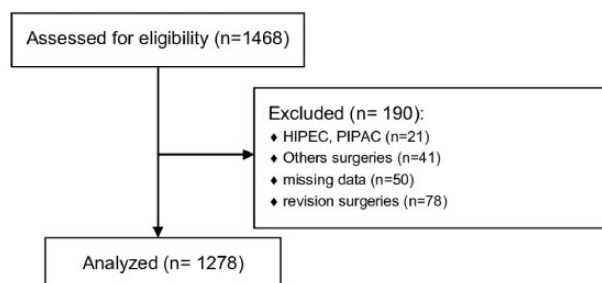 Assessed for eligibility (n=1468)
Excluded (n= 190):
♦ HIPEC, PIPAC (n=21)
♦ Others surgeries (n=41)
♦ missing data (n=50)
♦ revision surgeries (n=78)
Analyzed (n= 1278)